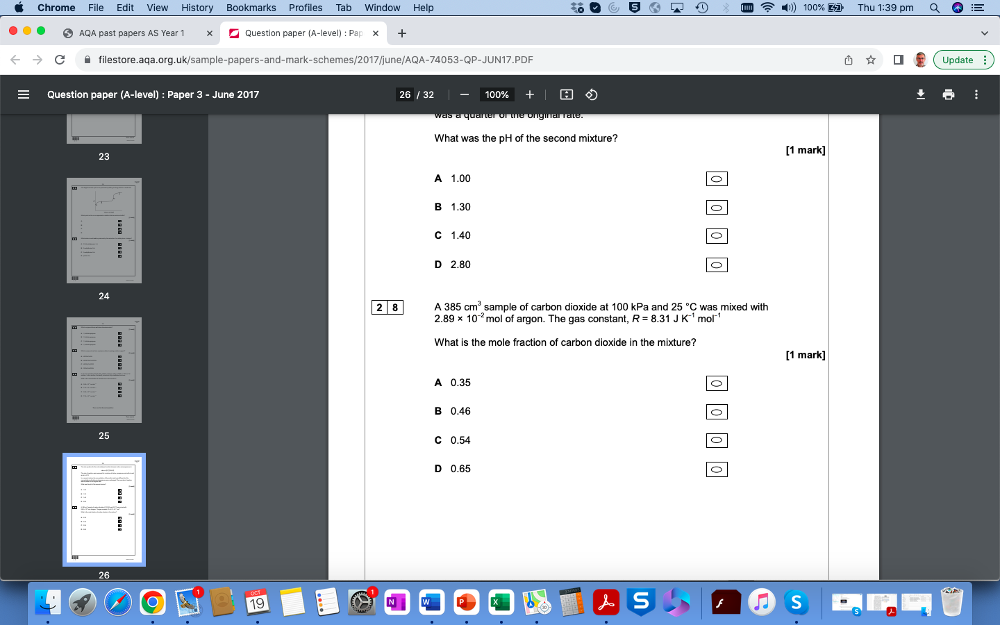 Chrome File Edit View History Bookmarks Profiles Tab Window Help 100% Thu 1:39 pm
AQA past papers AS Year 1 Question paper (A-level) : Pap
filestore.aqa.org.uk/sample-papers-and-mark-schemes/2017/june/AQA-74053-QP-JUN17.PDF Update
Question paper (A-level) : Paper 3 - June 2017 26 / 32 100%
was a quarter of the original rate.
What was the pH of the second mixture?
[1 mark]
A 1.00
B 1.30
C 1.40
D 2.80
2 8 A 385 cm³ sample of carbon dioxide at 100 kPa and 25 °C was mixed with
2.89 × 10⁻² mol of argon. The gas constant, R = 8.31 J K⁻¹ mol⁻¹
What is the mole fraction of carbon dioxide in the mixture?
[1 mark]
A 0.35
B 0.46
C 0.54
D 0.65
23
24
25
26
1
OCT
19
1
N
W
P
X
3D
S
f
S